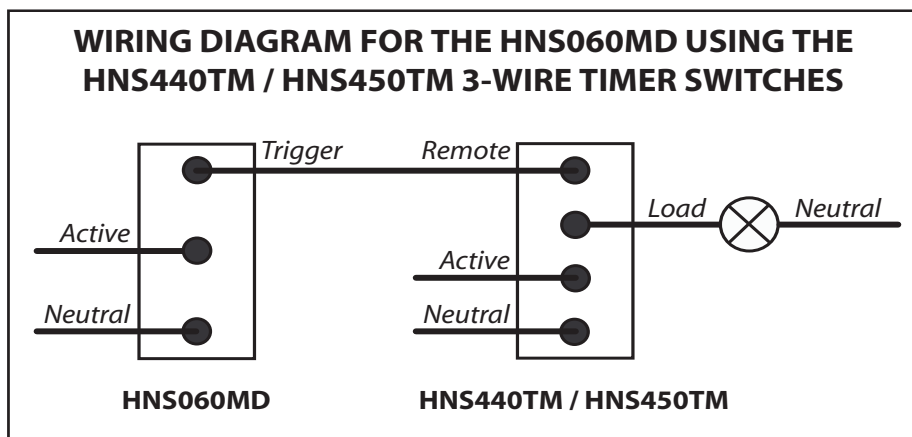 WIRING DIAGRAM FOR THE HNS060MD USING THE
HNS440TM / HNS450TM 3-WIRE TIMER SWITCHES
Trigger
Remote
Load
Neutral
Active
Active
Neutral
Neutral
HNS060MD
HNS440TM / HNS450TM